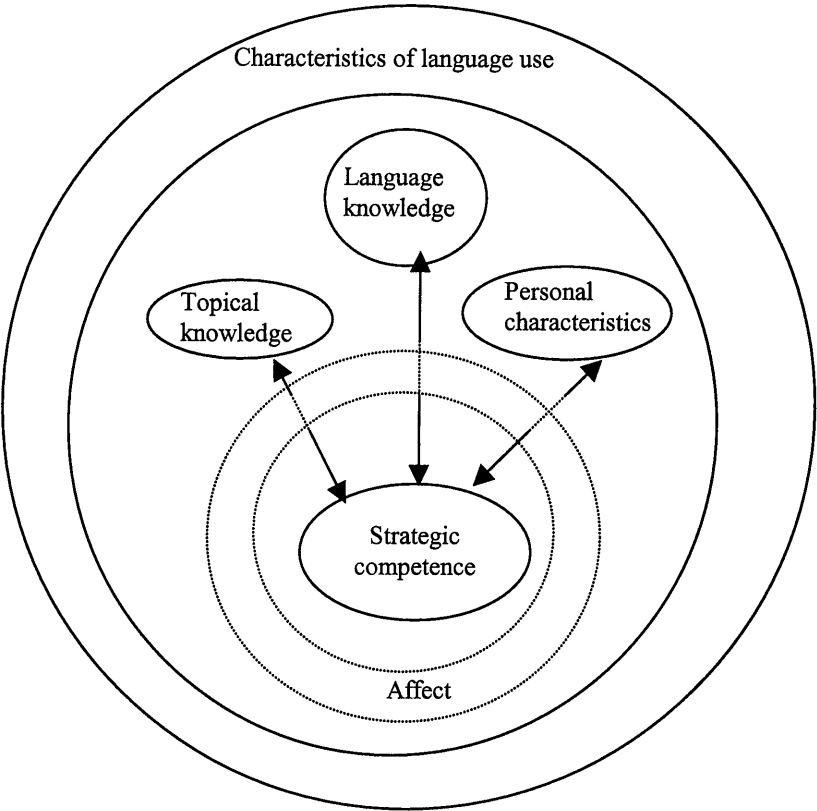 Characteristics of language use
Language
knowledge
Topical
knowledge
Personal
characteristics
Strategic
competence
Affect